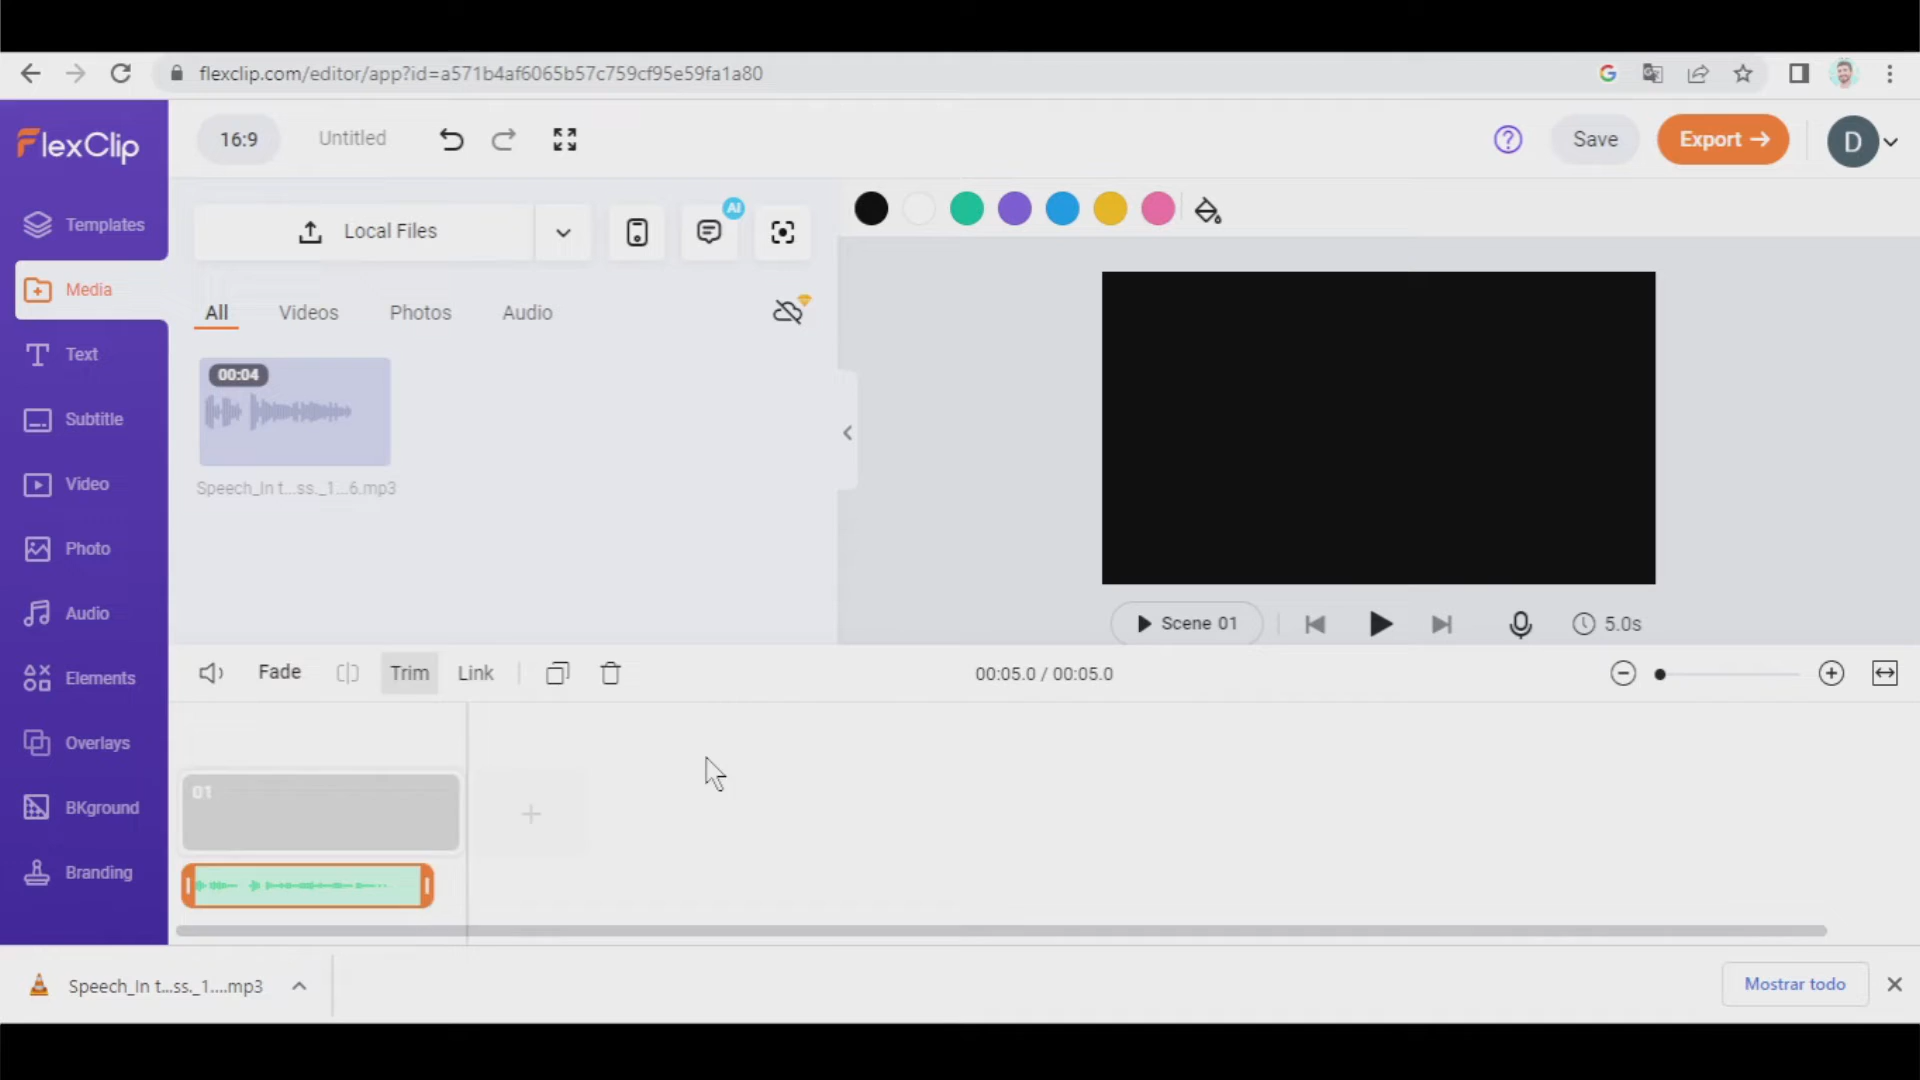 flexclip.com/editor/app?id=a571b4af6065b57c759cf95e59fa1a80
FlexClip
16:9
Untitled
Save
Export
D
Templates
Media
Text
Subtitle
Video
Photo
Audio
Elements
Overlays
BKground
Branding
Local Files
AI
All
Videos
Photos
Audio
00:04
Speech_In t...ss._1...6.mp3
Scene 01
5.0s
Fade
Trim
Link
00:05.0 / 00:05.0
01
Speech_In t...ss._1....mp3
Mostrar todo